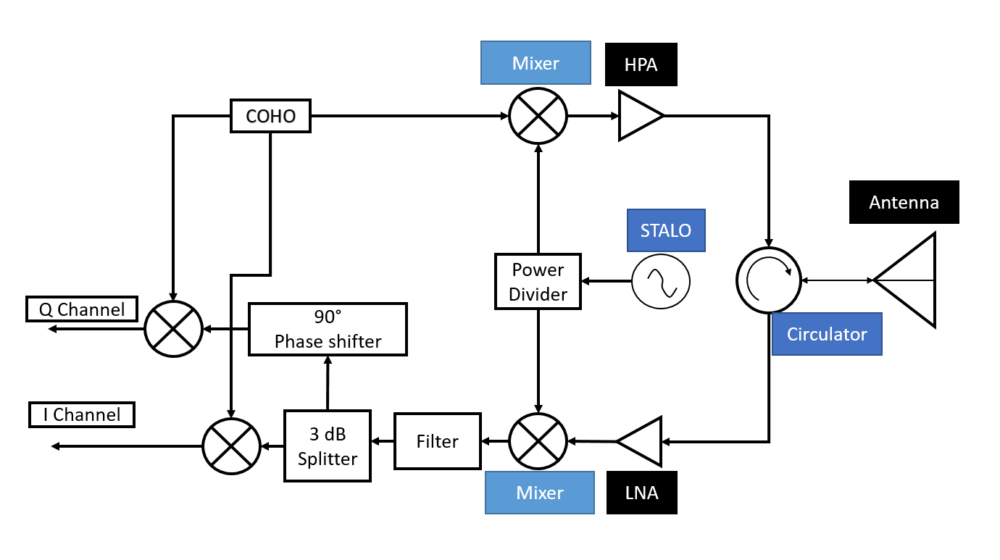 Mixer
HPA
COHO
Antenna
STALO
Power
Divider
Q Channel
90°
Phase shifter
Circulator
I Channel
3 dB
Splitter
Filter
Mixer
LNA